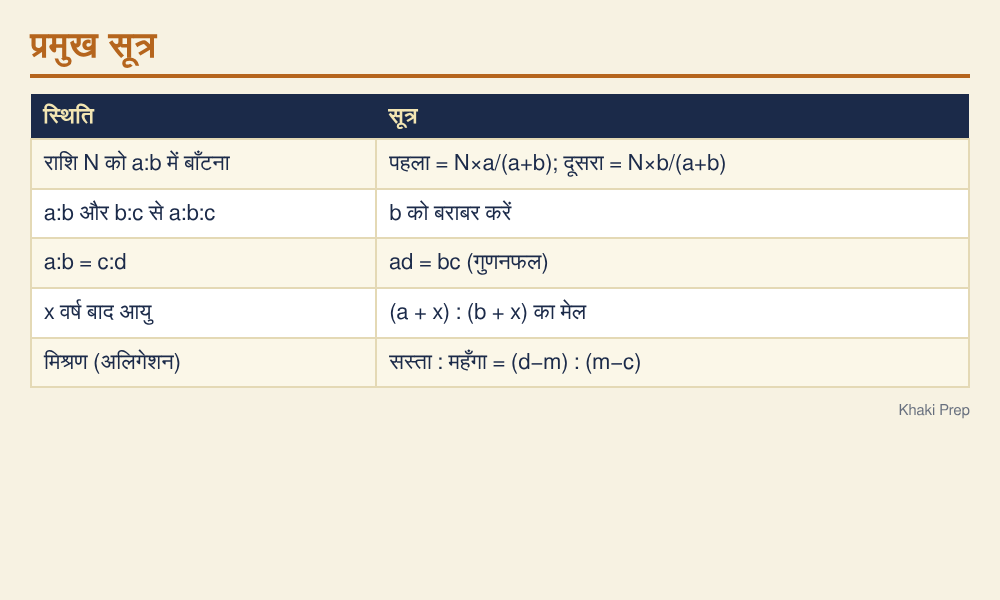 प्रमुख सूत्र
स्थिति सूत्र
राशि N को a:b में बाँटना पहला = N×a/(a+b); दूसरा = N×b/(a+b)
a:b और b:c से a:b:c b को बराबर करें
a:b = c:d ad = bc (गुणनफल)
x वर्ष बाद आयु (a + x) : (b + x) का मेल
मिश्रण (अलिगेशन) सस्ता : महँगा = (d−m) : (m−c)
Khaki Prep